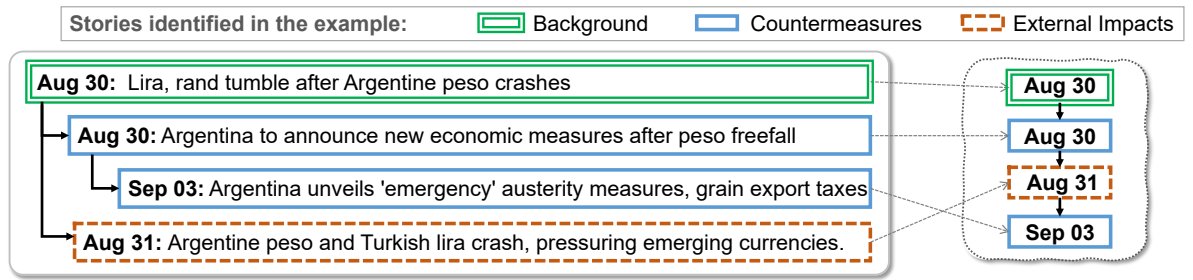 Stories identified in the example: Background Countermeasures External Impacts
Aug 30: Lira, rand tumble after Argentine peso crashes
Aug 30: Argentina to announce new economic measures after peso freefall
Sep 03: Argentina unveils 'emergency' austerity measures, grain export taxes
Aug 31: Argentine peso and Turkish lira crash, pressuring emerging currencies.
Aug 30
Aug 30
Aug 31
Sep 03